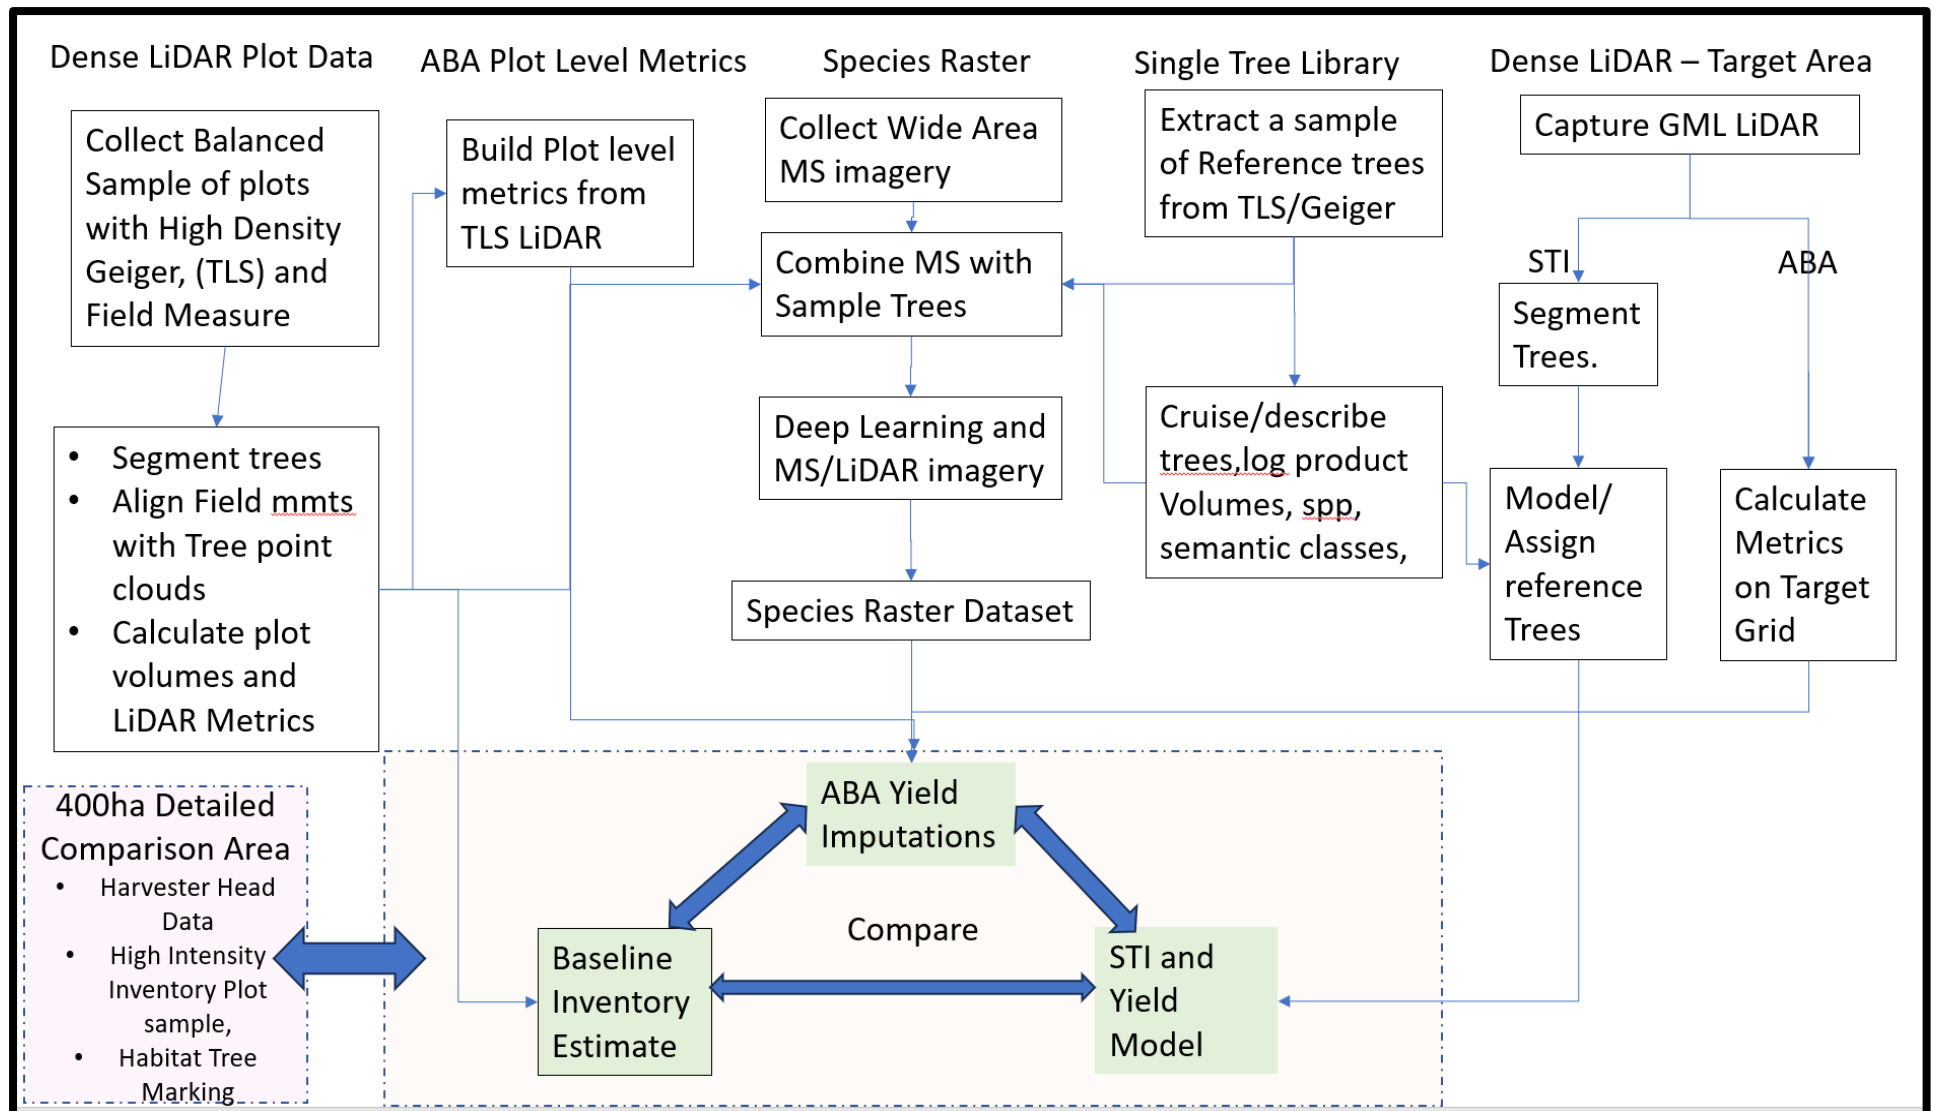 Dense LiDAR Plot Data
Collect Balanced
Sample of plots
with High Density
Geiger, (TLS) and
Field Measure
• Segment trees
• Align Field mmts
with Tree point
clouds
• Calculate plot
volumes and
LiDAR Metrics
ABA Plot Level Metrics
Build Plot level
metrics from
TLS LiDAR
Species Raster
Collect Wide Area
MS imagery
Combine MS with
Sample Trees
Deep Learning and
MS/LiDAR imagery
Species Raster Dataset
Single Tree Library
Extract a sample
of Reference trees
from TLS/Geiger
Cruise/describe
trees,log product
Volumes, spp,
semantic classes,
Dense LiDAR – Target Area
Capture GML LiDAR
STI
ABA
Segment
Trees.
Model/
Assign
reference
Trees
Calculate
Metrics
on Target
Grid
400ha Detailed
Comparison Area
• Harvester Head
Data
• High Intensity
Inventory Plot
sample,
• Habitat Tree
Marking
ABA Yield
Imputations
Compare
Baseline
Inventory
Estimate
STI and
Yield
Model